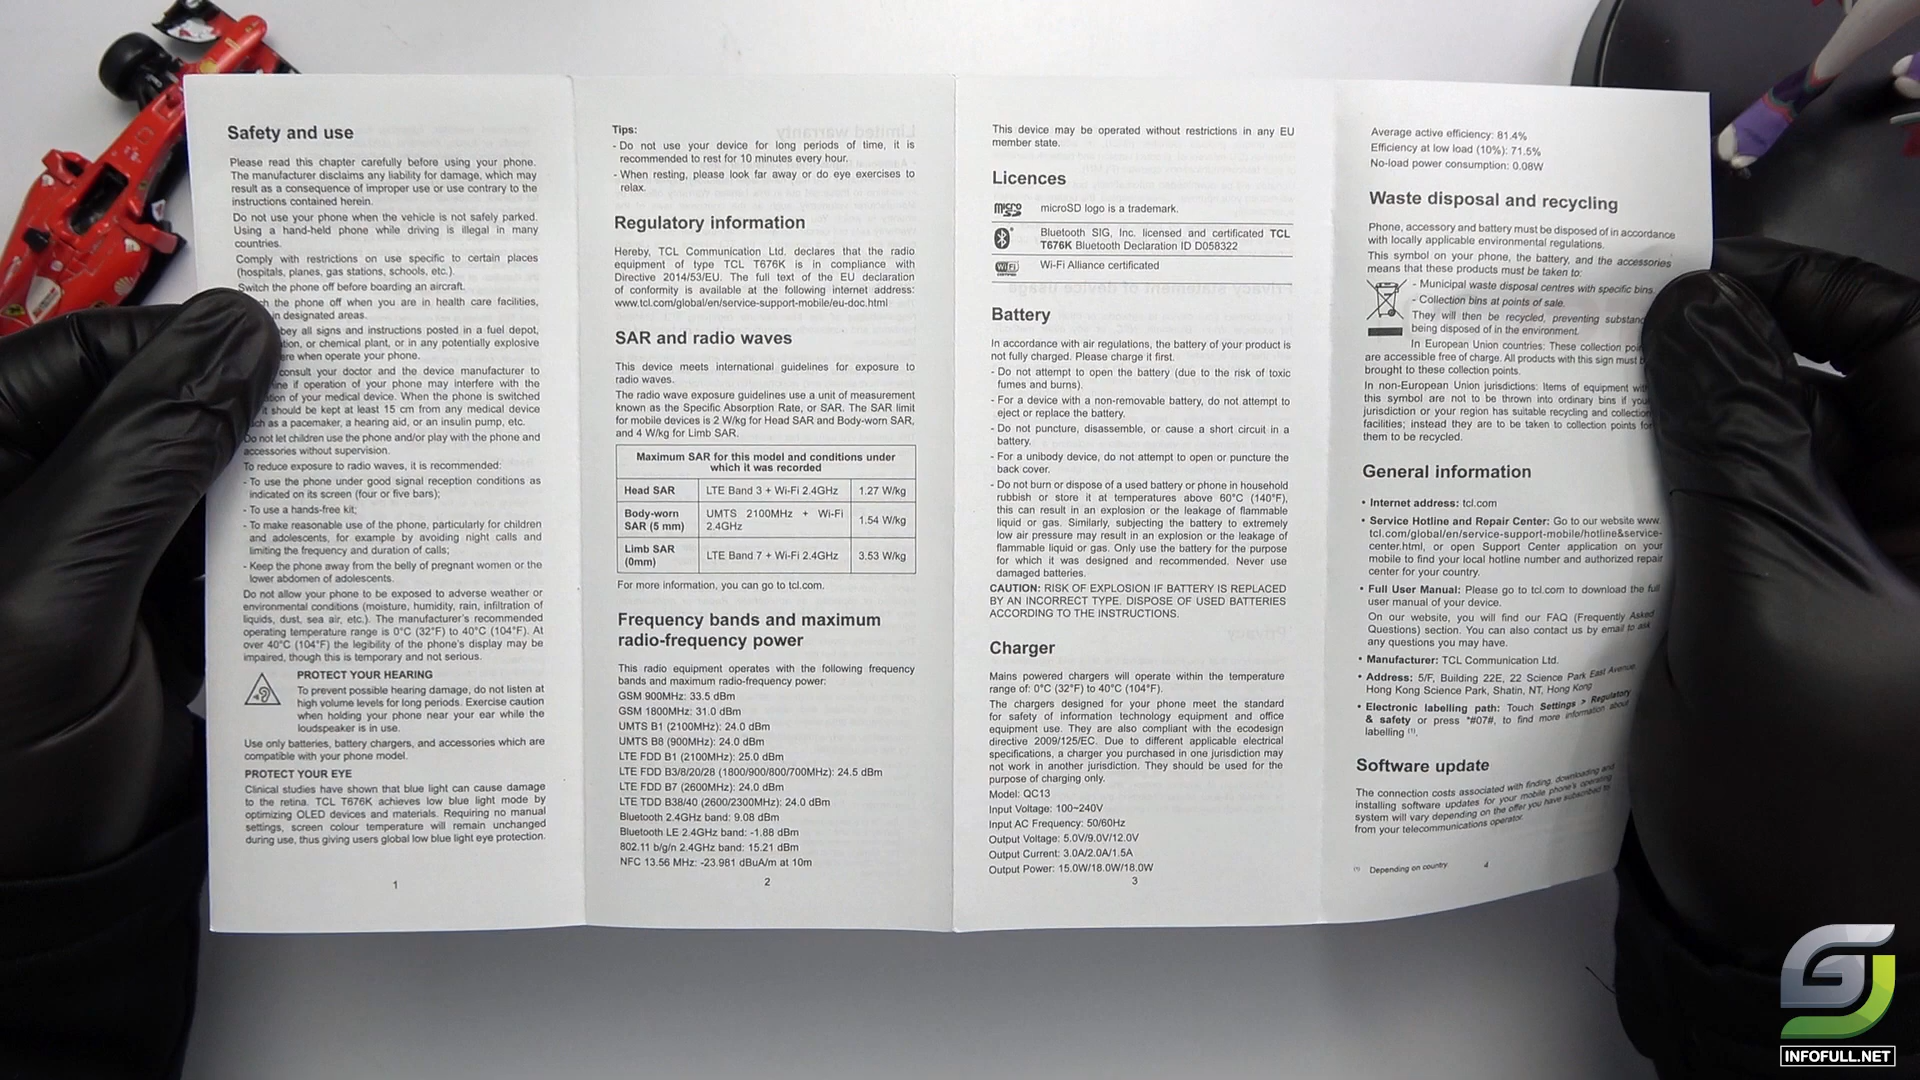 Safety and use
Please read this chapter carefully before using your phone.
The manufacturer disclaims any liability for damage, which may
result as a consequence of improper use or use contrary to the
instructions contained herein.
Do not use your phone when the vehicle is not safely parked.
Using a hand-held phone while driving is illegal in many
countries.
Comply with restrictions on use specific to certain places
(hospitals, planes, gas stations, schools, etc.).
Switch the phone off before boarding an aircraft.
the phone off when you are in health care facilities,
in designated areas.
all signs and instructions posted in a fuel depot,
or chemical plant, or in any potentially explosive
when operate your phone.
consult your doctor and the device manufacturer to
if operation of your phone may interfere with the
of your medical device. When the phone is switched
it should be kept at least 15 cm from any medical device
as a pacemaker, a hearing aid, or an insulin pump, etc.
Do not let children use the phone and/or play with the phone and
accessories without supervision.
To reduce exposure to radio waves, it is recommended:
- To use the phone under good signal reception conditions as
indicated on its screen (four or five bars);
- To use a hands-free kit;
- To make reasonable use of the phone, particularly for children
and adolescents, for example by avoiding night calls and
limiting the frequency and duration of calls;
- Keep the phone away from the belly of pregnant women or the
lower abdomen of adolescents.
Do not allow your phone to be exposed to adverse weather or
environmental conditions (moisture, humidity, rain, infiltration of
liquids, dust, sea air, etc.). The manufacturer's recommended
operating temperature range is 0°C (32°F) to 40°C (104°F). At
over 40°C (104°F) the legibility of the phone's display may be
impaired, though this is temporary and not serious.
PROTECT YOUR HEARING
To prevent possible hearing damage, do not listen at
high volume levels for long periods. Exercise caution
when holding your phone near your ear while the
loudspeaker is in use.
Use only batteries, battery chargers, and accessories which are
compatible with your phone model.
PROTECT YOUR EYE
Clinical studies have shown that blue light can cause damage
to the retina. TCL T676K achieves low blue light mode by
optimizing OLED devices and materials. Requiring no manual
settings, screen colour temperature will remain unchanged
during use, thus giving users global low blue light eye protection.
1
Tips:
- Do not use your device for long periods of time, it is
recommended to rest for 10 minutes every hour.
- When resting, please look far away or do eye exercises to
relax.
Regulatory information
Hereby, TCL Communication Ltd. declares that the radio
equipment of type TCL T676K is in compliance with
Directive 2014/53/EU. The full text of the EU declaration
of conformity is available at the following internet address:
www.tcl.com/global/en/service-support-mobile/eu-doc.html
SAR and radio waves
This device meets international guidelines for exposure to
radio waves.
The radio wave exposure guidelines use a unit of measurement
known as the Specific Absorption Rate, or SAR. The SAR limit
for mobile devices is 2 W/kg for Head SAR and Body-worn SAR,
and 4 W/kg for Limb SAR.
Maximum SAR for this model and conditions under
which it was recorded
Head SAR LTE Band 3 + Wi-Fi 2.4GHz 1.27 W/kg
Body-worn SAR (5 mm) UMTS 2100MHz + Wi-Fi 2.4GHz 1.54 W/kg
Limb SAR (0mm) LTE Band 7 + Wi-Fi 2.4GHz 3.53 W/kg
For more information, you can go to tcl.com.
Frequency bands and maximum
radio-frequency power
This radio equipment operates with the following frequency
bands and maximum radio-frequency power:
GSM 900MHz: 33.5 dBm
GSM 1800MHz: 31.0 dBm
UMTS B1 (2100MHz): 24.0 dBm
UMTS B8 (900MHz): 24.0 dBm
LTE FDD B1 (2100MHz): 25.0 dBm
LTE FDD B3/8/20/28 (1800/900/800/700MHz): 24.5 dBm
LTE FDD B7 (2600MHz): 24.0 dBm
LTE TDD B38/40 (2600/2300MHz): 24.0 dBm
Bluetooth 2.4GHz band: 9.08 dBm
Bluetooth LE 2.4GHz band: -1.88 dBm
802.11 b/g/n 2.4GHz band: 15.21 dBm
NFC 13.56 MHz: -23.981 dBuA/m at 10m
2
This device may be operated without restrictions in any EU
member state.
Licences
micro SD microSD logo is a trademark.
Bluetooth SIG, Inc. licensed and certificated TCL
T676K Bluetooth Declaration ID D058322
Wi Fi CERTIFIED Wi-Fi Alliance certificated
Battery
In accordance with air regulations, the battery of your product is
not fully charged. Please charge it first.
- Do not attempt to open the battery (due to the risk of toxic
fumes and burns).
- For a device with a non-removable battery, do not attempt to
eject or replace the battery.
- Do not puncture, disassemble, or cause a short circuit in a
battery.
- For a unibody device, do not attempt to open or puncture the
back cover.
- Do not burn or dispose of a used battery or phone in household
rubbish or store it at temperatures above 60°C (140°F),
this can result in an explosion or the leakage of flammable
liquid or gas. Similarly, subjecting the battery to extremely
low air pressure may result in an explosion or the leakage of
flammable liquid or gas. Only use the battery for the purpose
for which it was designed and recommended. Never use
damaged batteries.
CAUTION: RISK OF EXPLOSION IF BATTERY IS REPLACED
BY AN INCORRECT TYPE. DISPOSE OF USED BATTERIES
ACCORDING TO THE INSTRUCTIONS.
Charger
Mains powered chargers will operate within the temperature
range of: 0°C (32°F) to 40°C (104°F).
The chargers designed for your phone meet the standard
for safety of information technology equipment and office
equipment use. They are also compliant with the ecodesign
directive 2009/125/EC. Due to different applicable electrical
specifications, a charger you purchased in one jurisdiction may
not work in another jurisdiction. They should be used for the
purpose of charging only.
Model: QC13
Input Voltage: 100~240V
Input AC Frequency: 50/60Hz
Output Voltage: 5.0V/9.0V/12.0V
Output Current: 3.0A/2.0A/1.5A
Output Power: 15.0W/18.0W/18.0W
3
Average active efficiency: 81.4%
Efficiency at low load (10%): 71.5%
No-load power consumption: 0.08W
Waste disposal and recycling
Phone, accessory and battery must be disposed of in accordance
with locally applicable environmental regulations.
This symbol on your phone, the battery, and the accessories
means that these products must be taken to:
- Municipal waste disposal centres with specific bins.
- Collection bins at points of sale.
They will then be recycled, preventing
being disposed of in the environment.
In European Union countries: These collection
are accessible free of charge. All products with this sign must
brought to these collection points.
In non-European Union jurisdictions: Items of equipment
this symbol are not to be thrown into ordinary bins if
jurisdiction or your region has suitable recycling and collection
facilities; instead they are to be taken to collection points for
them to be recycled.
General information
• Internet address: tcl.com
• Service Hotline and Repair Center: Go to our website www.
tcl.com/global/en/service-support-mobile/hotline&service-
center.html, or open Support Center application on your
mobile to find your local hotline number and authorized repair
center for your country.
• Full User Manual: Please go to tcl.com to download the full
user manual of your device.
On our website, you will find our FAQ (Frequently Asked
Questions) section. You can also contact us by email to ask
any questions you may have.
• Manufacturer: TCL Communication Ltd.
• Address: 5/F, Building 22E, 22 Science Park East Avenue,
Hong Kong Science Park, Shatin, NT, Hong Kong
• Electronic labelling path: Touch Settings > Regulatory
& safety or press *#07#, to find more information about
labelling (1).
Software update
The connection costs associated with finding, downloading and
installing software updates for your mobile phone's operating
system will vary depending on the offer you have subscribed to
from your telecommunications operator.
(1) Depending on country
4
INFOFULL.NET